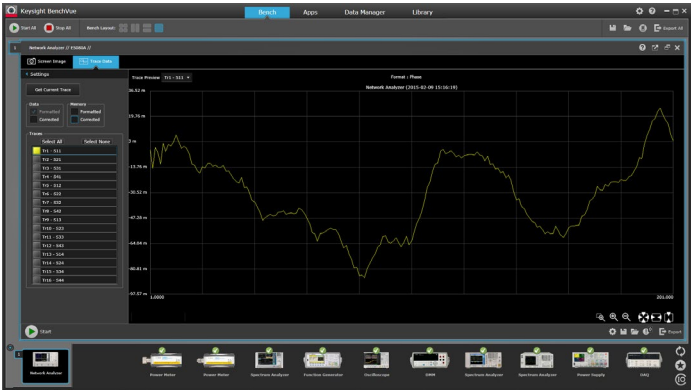 Keysight BenchVue
Bench Apps Data Manager Library
Start All Stop All Bench Layout: Export All
1 Network Analyzer // E5080A //
Screen Image Trace Data
Settings
Get Current Trace
Data Memory
Formatted Formatted
Corrected Corrected
Traces
Select All Select None
Tr1 - S11
Tr2 - S21
Tr3 - S31
Tr4 - S41
Tr5 - S12
Tr6 - S22
Tr7 - S32
Tr8 - S42
Tr9 - S13
Tr10 - S23
Tr11 - S33
Tr12 - S43
Tr13 - S14
Tr14 - S24
Tr15 - S34
Tr16 - S44
Trace Preview Tr1 - S11
Format : Phase
Network Analyzer (2015-03-09 15:16:19)
36.52 m
19.75 m
3 m
-13.76 m
-30.52 m
-47.28 m
-64.04 m
-80.81 m
-97.57 m
1.0000 201.000
Start
Export
1
Network Analyzer
Power Meter Power Meter Spectrum Analyzer Function Generator Oscilloscope DMM Spectrum Analyzer Spectrum Analyzer Power Supply DAQ